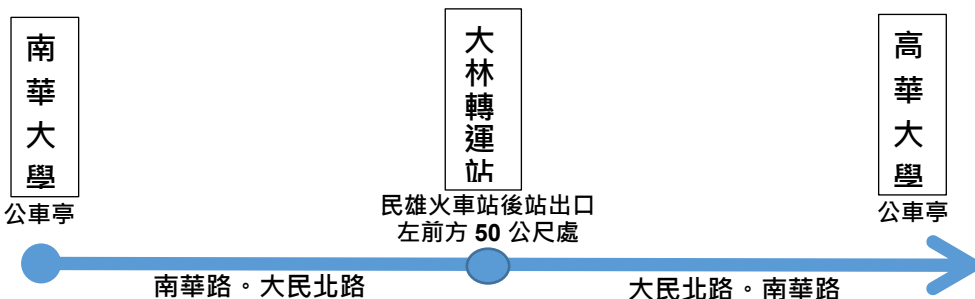 南華大學
公車亭
大林轉運站
民雄火車站後站出口
左前方 50 公尺處
高華大學
公車亭
南華路。大民北路
大民北路。南華路